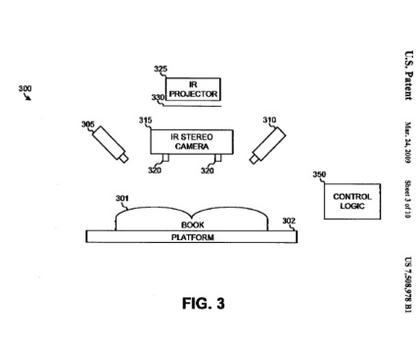 325
IR
PROJECTOR
330
300
305
315
310
IR STEREO
CAMERA
320
320
350
CONTROL
LOGIC
301
302
BOOK
PLATFORM
FIG. 3
U.S. Patent
Mar. 24, 2009
Sheet 3 of 10
US 7,508,978 B1